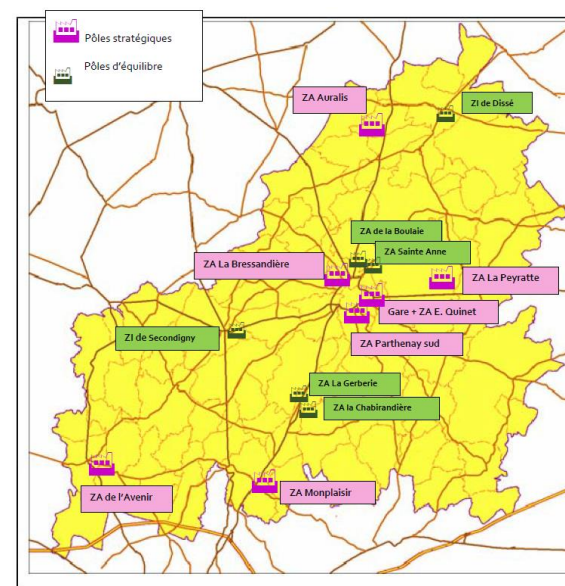 Pôles stratégiques
Pôles d'équilibre
ZA Auralis
ZI de Dissé
ZA de la Boulaie
ZA Sainte Anne
ZA La Bressandière
ZA La Peyratte
Gare + ZA E. Quinet
ZI de Secondigny
ZA Parthenay sud
ZA La Gerberie
ZA la Chabirandière
ZA de l'Avenir
ZA Monplaisir